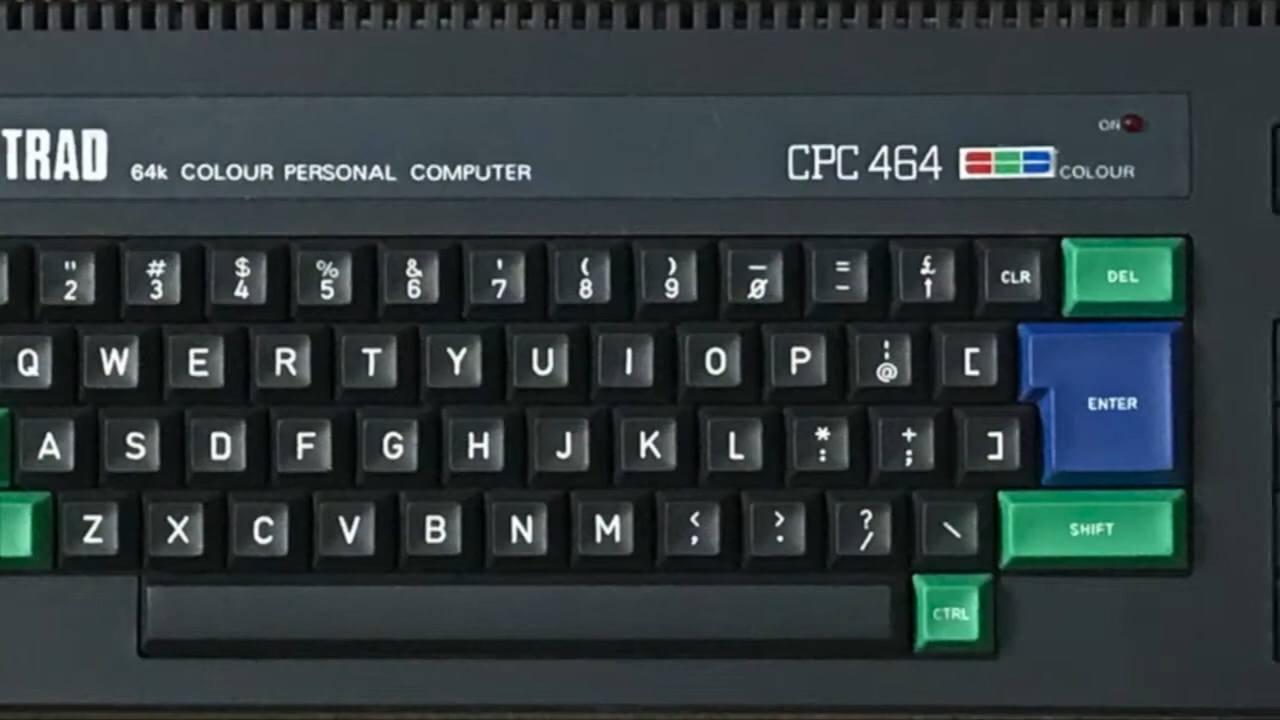 ON
TRAD 64k COLOUR PERSONAL COMPUTER CPC 464 COLOUR
" # $ % & ' ( ) _ = £
2 3 4 5 6 7 8 9 0 - ↑ CLR DEL
Q W E R T Y U I O P ¦ @ [
ENTER
A S D F G H J K L * : + ; ]
Z X C V B N M < , > . ? / \ SHIFT
CTRL